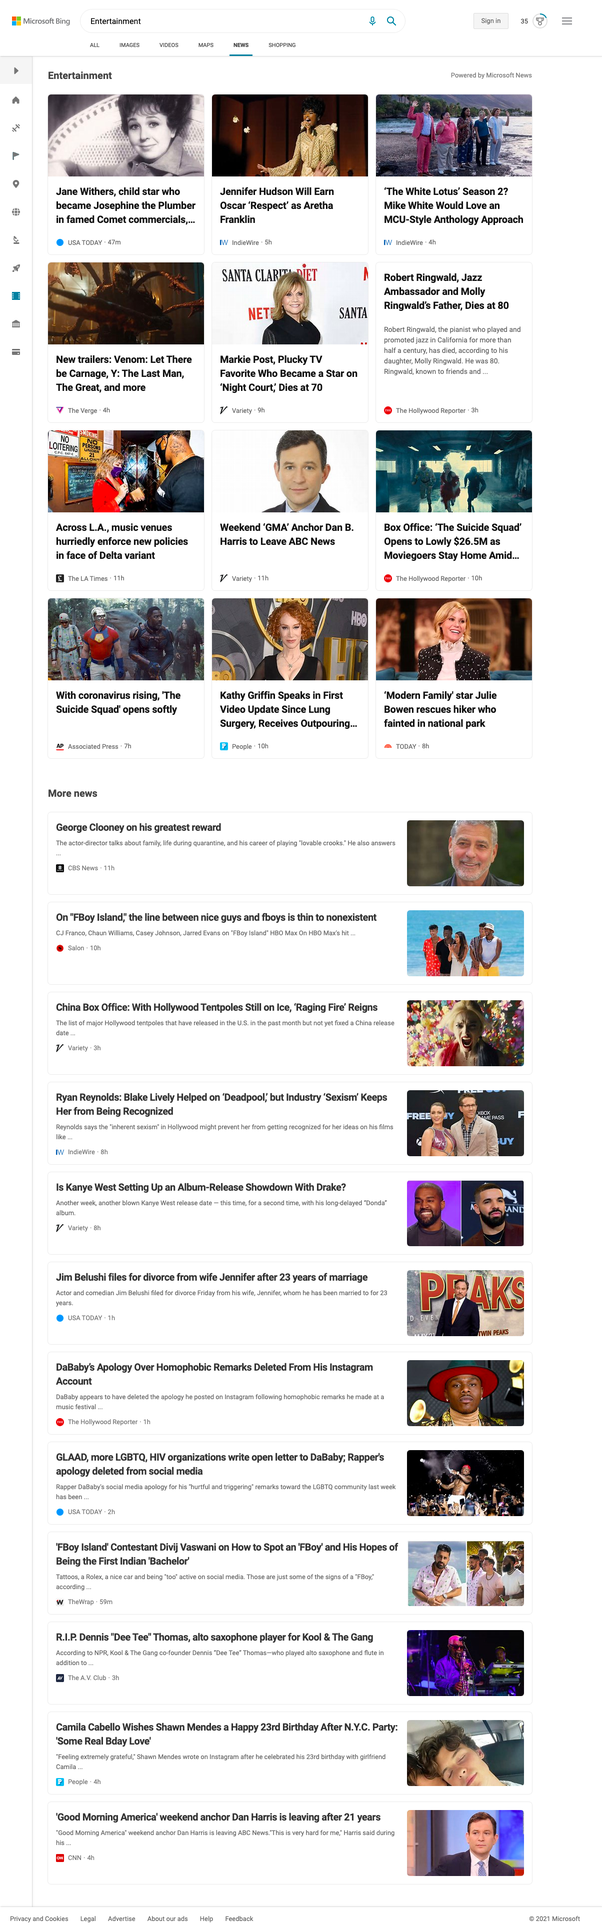 Microsoft Bing
Entertainment
Sign in
35
ALL
IMAGES
VIDEOS
MAPS
NEWS
SHOPPING
Entertainment
Powered by Microsoft News
Jane Withers, child star who
became Josephine the Plumber
in famed Comet commercials,...
USA TODAY · 47m
Jennifer Hudson Will Earn
Oscar ‘Respect’ as Aretha
Franklin
IndieWire · 5h
‘The White Lotus’ Season 2?
Mike White Would Love an
MCU-Style Anthology Approach
IndieWire · 4h
New trailers: Venom: Let There
be Carnage, Y: The Last Man,
The Great, and more
The Verge · 4h
SANTA CLARITA DIET
NETF
SANTA
Markie Post, Plucky TV
Favorite Who Became a Star on
‘Night Court,’ Dies at 70
Variety · 9h
Robert Ringwald, Jazz
Ambassador and Molly
Ringwald’s Father, Dies at 80
Robert Ringwald, the pianist who played and
promoted jazz in California for more than
half a century, has died, according to his
daughter, Molly Ringwald. He was 80.
Ringwald, known to friends and ...
The Hollywood Reporter · 3h
NO
LOITERING
NO
PERSONS
UNDER
21
ALLOWED
Across L.A., music venues
hurriedly enforce new policies
in face of Delta variant
The LA Times · 11h
Weekend ‘GMA’ Anchor Dan B.
Harris to Leave ABC News
Variety · 11h
Box Office: ‘The Suicide Squad’
Opens to Lowly $26.5M as
Moviegoers Stay Home Amid...
The Hollywood Reporter · 10h
With coronavirus rising, 'The
Suicide Squad' opens softly
AP
Associated Press · 7h
HBO
Kathy Griffin Speaks in First
Video Update Since Lung
Surgery, Receives Outpouring...
People · 10h
‘Modern Family’ star Julie
Bowen rescues hiker who
fainted in national park
TODAY · 8h
More news
George Clooney on his greatest reward
The actor-director talks about family, life during quarantine, and his career of playing "lovable crooks." He also answers
...
CBS News · 11h
On "FBoy Island," the line between nice guys and fboys is thin to nonexistent
CJ Franco, Chaun Williams, Casey Johnson, Jarred Evans on "FBoy Island" HBO Max On HBO Max's hit ...
Salon · 10h
China Box Office: With Hollywood Tentpoles Still on Ice, ‘Raging Fire’ Reigns
The list of major Hollywood tentpoles that have released in the U.S. in the past month but not yet fixed a China release
date ...
Variety · 3h
Ryan Reynolds: Blake Lively Helped on ‘Deadpool,’ but Industry ‘Sexism’ Keeps
Her from Being Recognized
Reynolds says the "inherent sexism" in Hollywood might prevent her from getting recognized for her ideas on his films
like ...
IndieWire · 8h
FREE GUY
FREE
XBOX
GAME PASS
GUY
Is Kanye West Setting Up an Album-Release Showdown With Drake?
Another week, another blown Kanye West release date — this time, for a second time, with his long-delayed “Donda”
album.
Variety · 8h
Jim Belushi files for divorce from wife Jennifer after 23 years of marriage
Actor and comedian Jim Belushi filed for divorce Friday from his wife, Jennifer, whom he has been married to for 23
years.
USA TODAY · 1h
PEAKS
TWIN PEAKS
DaBaby's Apology Over Homophobic Remarks Deleted From His Instagram
Account
DaBaby appears to have deleted the apology he posted on Instagram following homophobic remarks he made at a
music festival ...
The Hollywood Reporter · 1h
GLAAD, more LGBTQ, HIV organizations write open letter to DaBaby; Rapper's
apology deleted from social media
Rapper DaBaby's social media apology for his "hurtful and triggering" remarks toward the LGBTQ community last week
has been ...
USA TODAY · 2h
'FBoy Island' Contestant Divij Vaswani on How to Spot an 'FBoy' and His Hopes of
Being the First Indian 'Bachelor'
Tattoos, a Rolex, a nice car and being "too" active on social media. Those are just some of the signs of a "FBoy,"
according ...
TheWrap · 59m
R.I.P. Dennis "Dee Tee" Thomas, alto saxophone player for Kool & The Gang
According to NPR, Kool & The Gang co-founder Dennis "Dee Tee" Thomas—who played alto saxophone and flute in
addition to ...
The A.V. Club · 3h
Camila Cabello Wishes Shawn Mendes a Happy 23rd Birthday After N.Y.C. Party:
'Some Real Bday Love'
"Feeling extremely grateful," Shawn Mendes wrote on Instagram after he celebrated his 23rd birthday with girlfriend
Camila ...
People · 4h
'Good Morning America' weekend anchor Dan Harris is leaving after 21 years
"Good Morning America" weekend anchor Dan Harris is leaving ABC News."This is very hard for me," Harris said during
his ...
CNN · 4h
Privacy and Cookies
Legal
Advertise
About our ads
Help
Feedback
© 2021 Microsoft